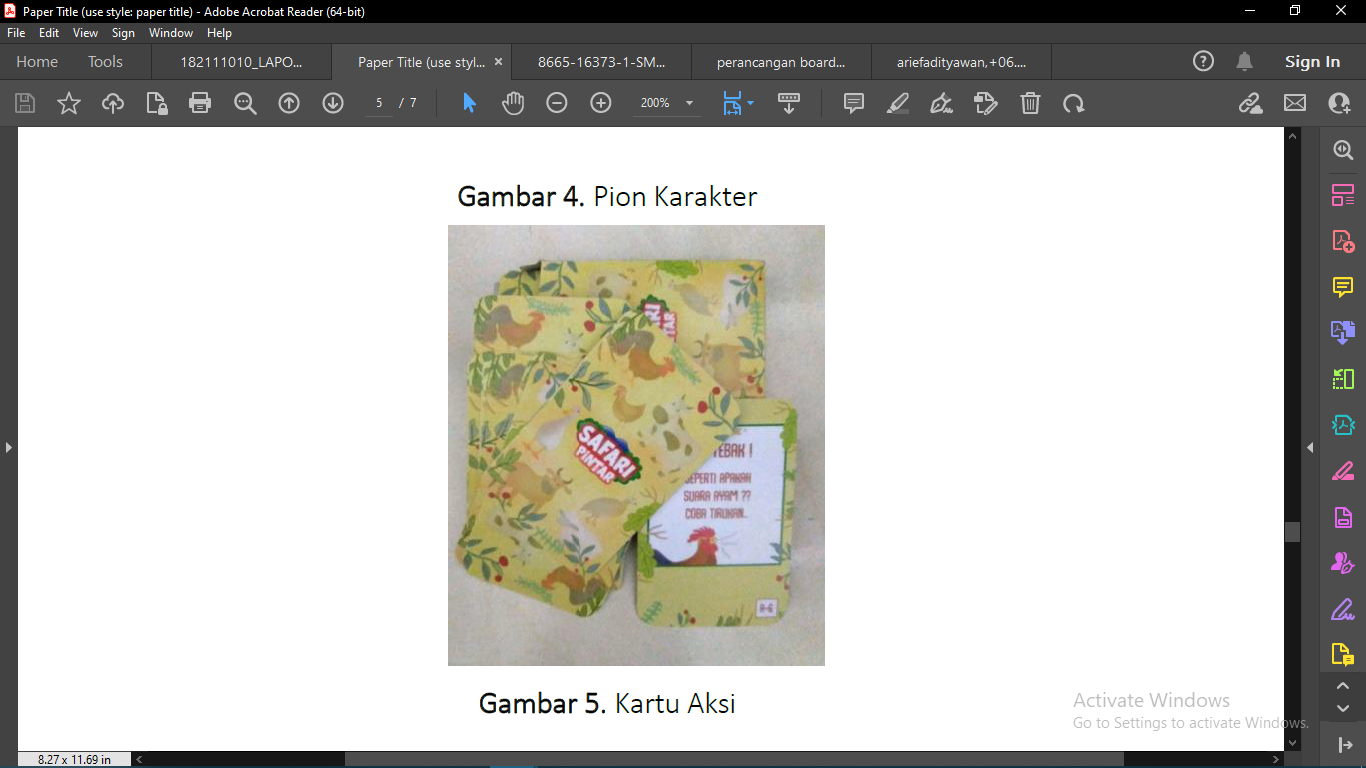 Paper Title (use style: paper title) - Adobe Acrobat Reader (64-bit)
File Edit View Sign Window Help
Home Tools 182111010_LAPO... Paper Title (use styl... × 8665-16373-1-SM... perancangan board... ariefadityawan,+06.... Sign In
5 / 7 200%
Gambar 4. Pion Karakter
SAFARI
PINTAR
TEBAK !
SEPERTI APAKAH
SUARA AYAM ??
COBA TIRUKAN..
Gambar 5. Kartu Aksi
Activate Windows
Go to Settings to activate Windows.
8.27 x 11.69 in